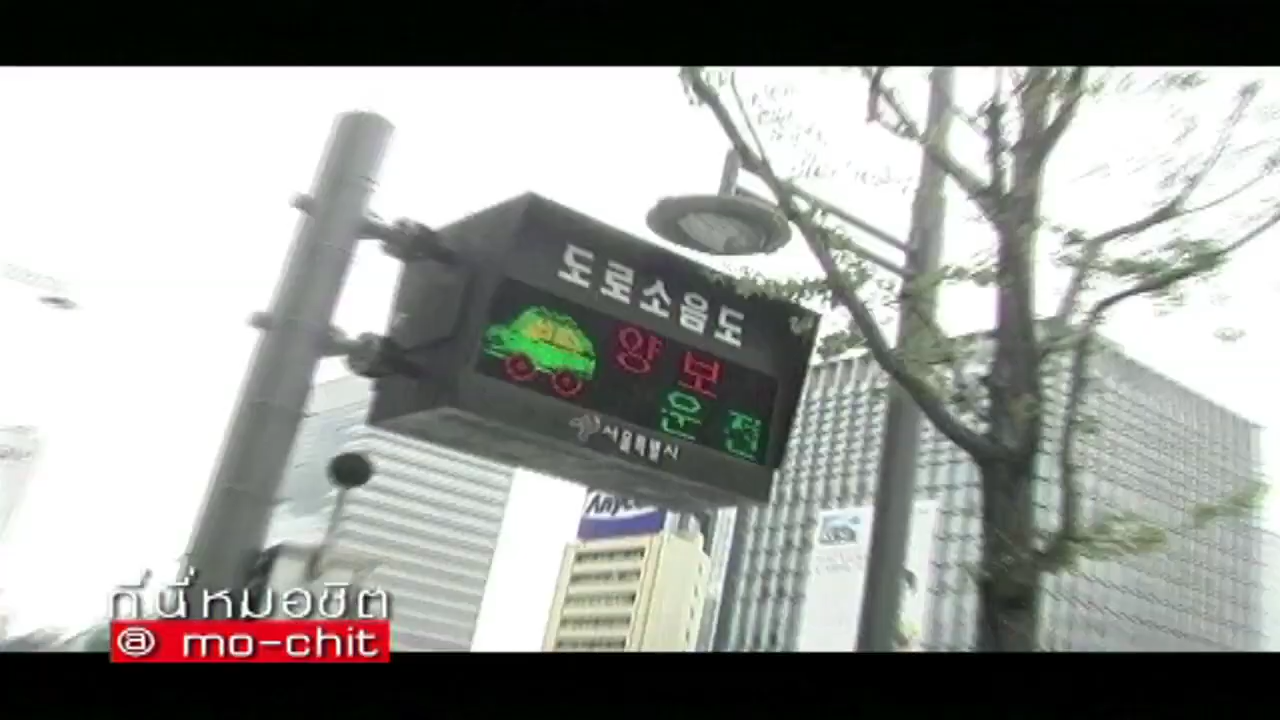 도로소음도
양 보
운 전
서울특별시
Anyc
ที่นี่หมอชิต
@ mo-chit